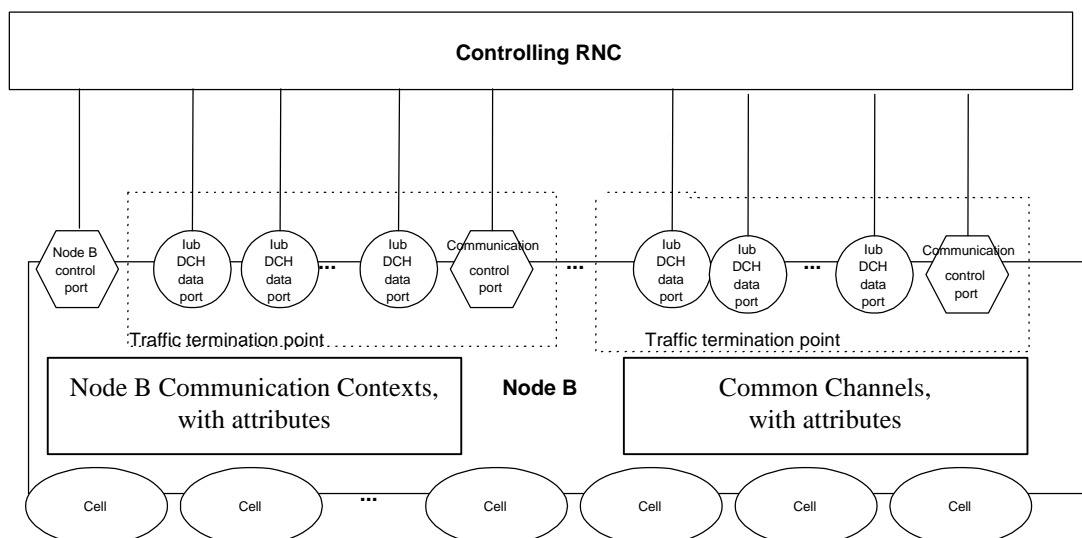 Controlling RNC
Node B
control
port
Iub
DCH
data
port
Iub
DCH
data
port
...
Iub
DCH
data
port
Communication
control
port
...
Iub
DCH
data
port
Iub
DCH
data
port
...
Iub
DCH
data
port
Communication
control
port
Traffic termination point
Traffic termination point
Node B Communication Contexts,
with attributes
Node B
Common Channels,
with attributes
Cell
Cell
...
Cell
Cell
Cell
Cell